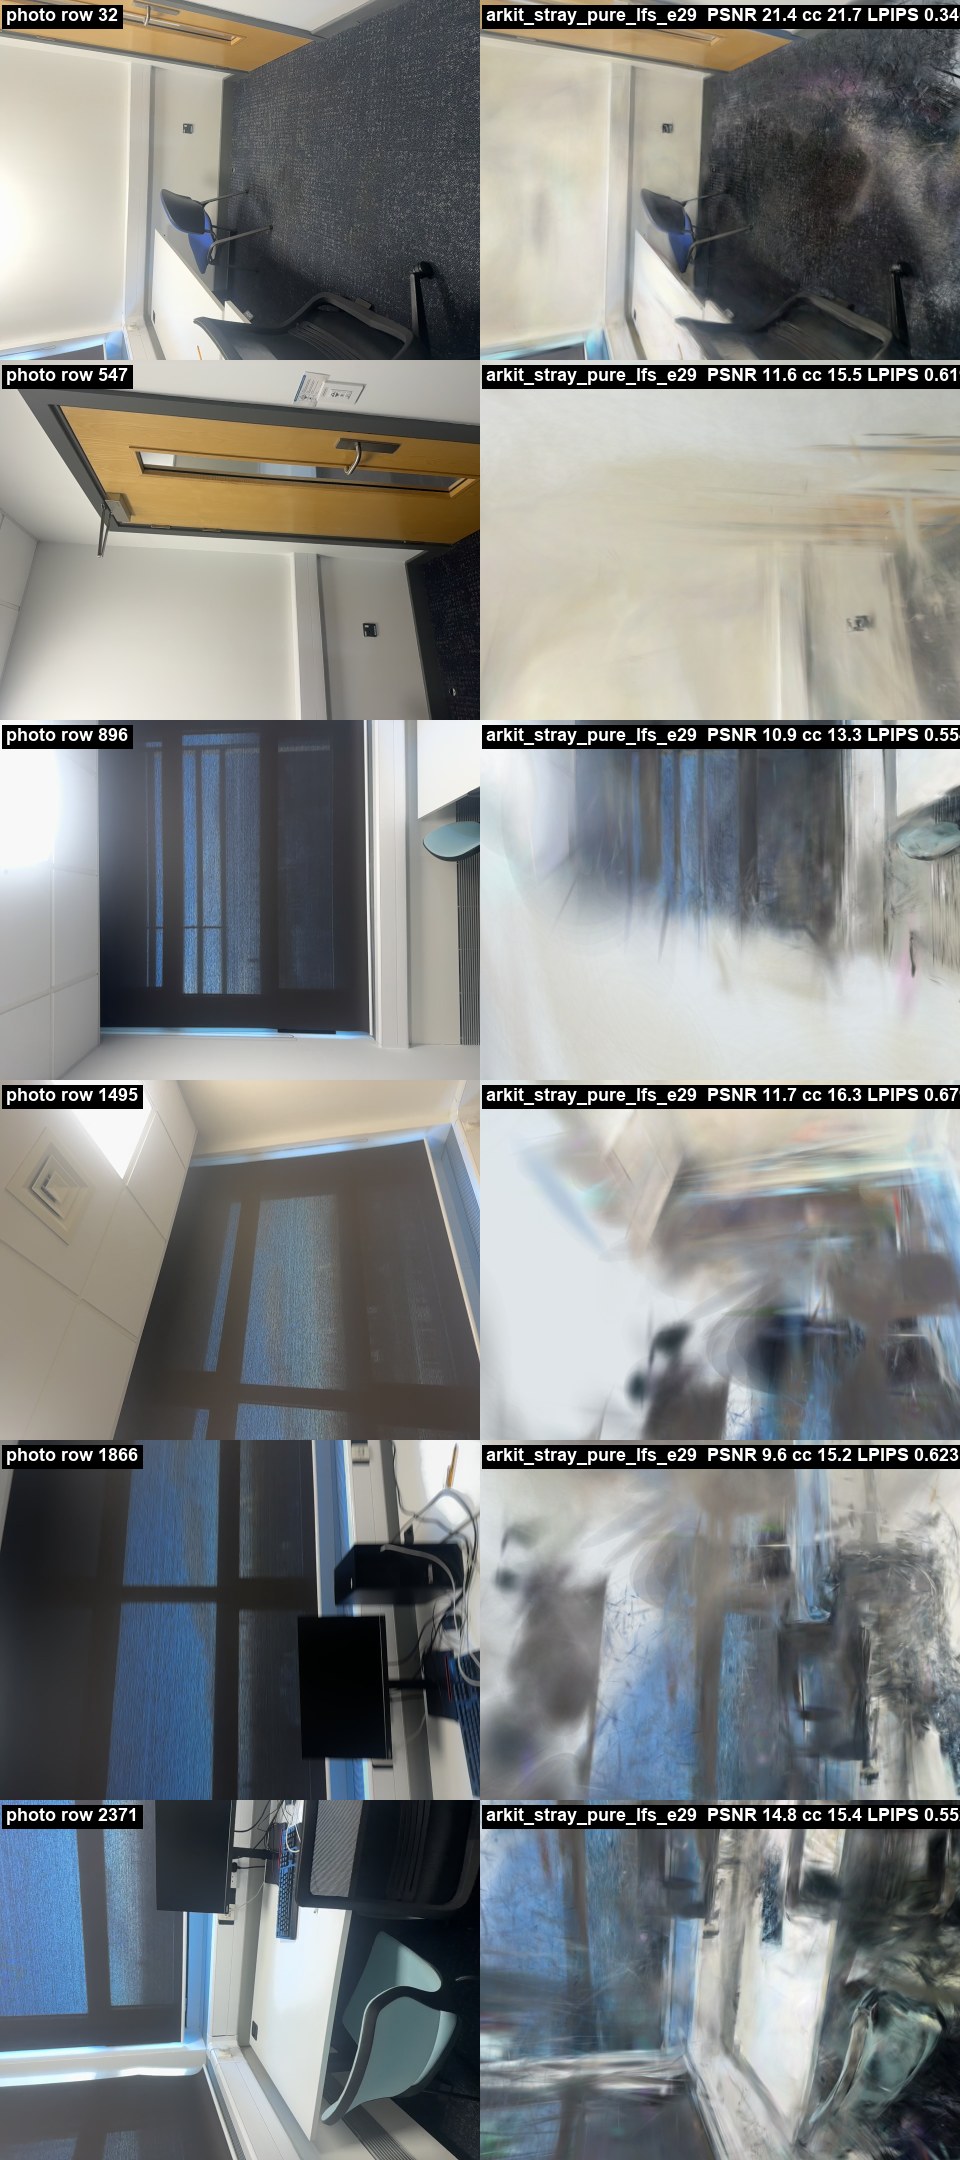 photo row 32
arkit_stray_pure_lfs_e29 PSNR 21.4 cc 21.7 LPIPS 0.34
photo row 547
arkit_stray_pure_lfs_e29 PSNR 11.6 cc 15.5 LPIPS 0.619
photo row 896
arkit_stray_pure_lfs_e29 PSNR 10.9 cc 13.3 LPIPS 0.55
photo row 1495
arkit_stray_pure_lfs_e29 PSNR 11.7 cc 16.3 LPIPS 0.67
photo row 1866
arkit_stray_pure_lfs_e29 PSNR 9.6 cc 15.2 LPIPS 0.623
photo row 2371
arkit_stray_pure_lfs_e29 PSNR 14.8 cc 15.4 LPIPS 0.55